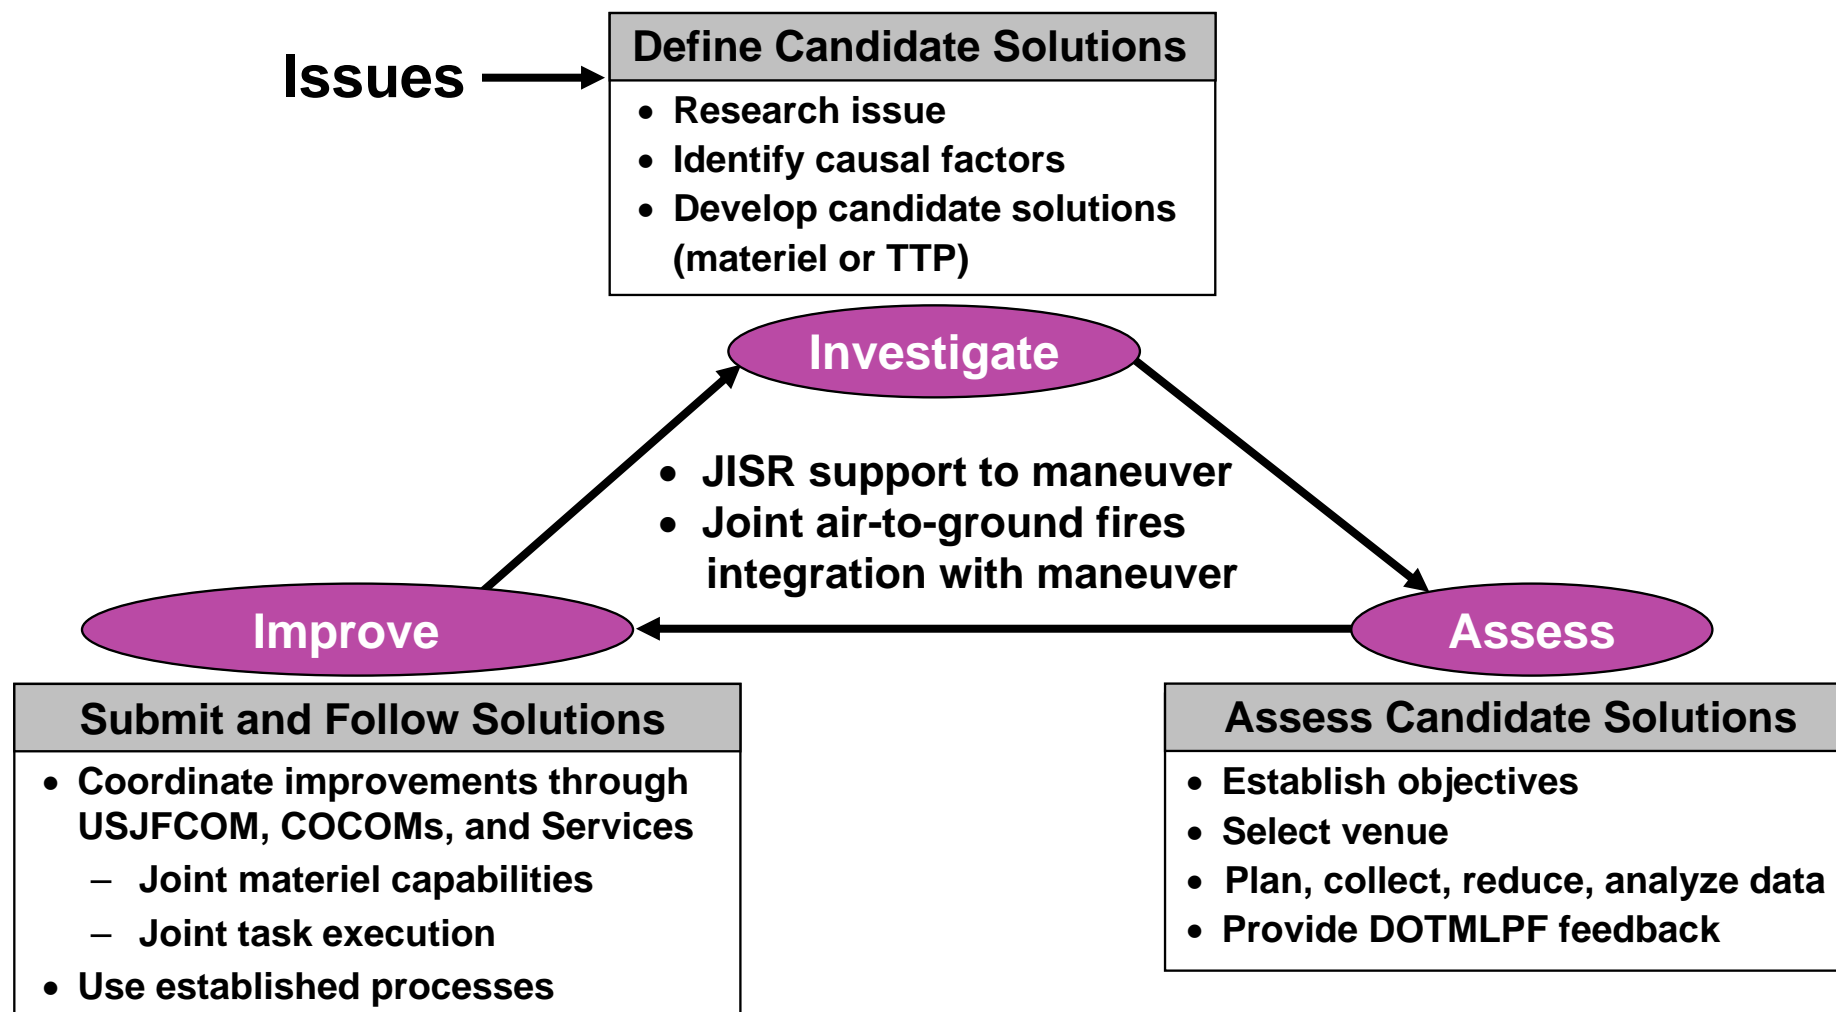 Issues
Define Candidate Solutions
• Research issue
• Identify causal factors
• Develop candidate solutions
(materiel or TTP)
Investigate
• JISR support to maneuver
• Joint air-to-ground fires
integration with maneuver
Improve
Assess
Submit and Follow Solutions
• Coordinate improvements through
USJFCOM, COCOMs, and Services
– Joint materiel capabilities
– Joint task execution
• Use established processes
Assess Candidate Solutions
• Establish objectives
• Select venue
• Plan, collect, reduce, analyze data
• Provide DOTMLPF feedback